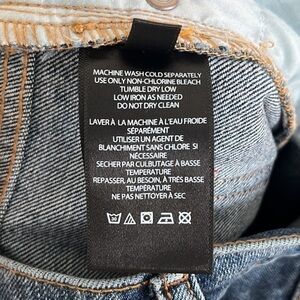 MACHINE WASH COLD SEPARATELY
USE ONLY NON-CHLORINE BLEACH
TUMBLE DRY LOW
LOW IRON AS NEEDED
DO NOT DRY CLEAN
LAVER À LA MACHINE À L'EAU FROIDE
SÉPARÉMENT
UTILISER UN AGENT DE
BLANCHIMENT SANS CHLORE SI
NÉCESSAIRE
SECHER PAR CULBUTAGE À BASSE
TEMPERATURE
REPASSER, AU BESOIN, À TRÈS BASSE
TEMPÉRATURE
NE PAS NETTOYER À SEC